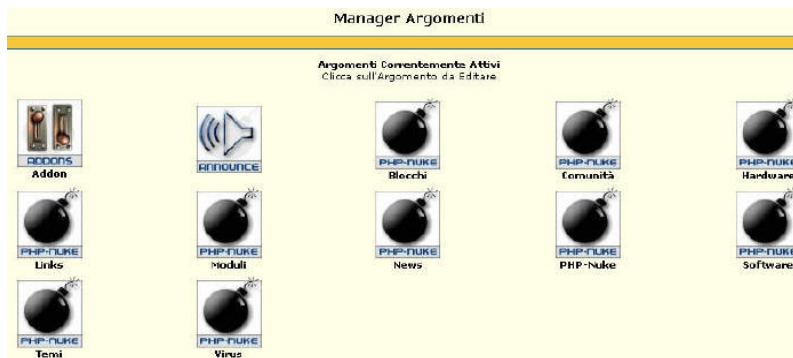 Manager Argomenti
Argomenti Correntemente Attivi
Clicca sull'Argomento da Editare
ADDONS
ANNOUNCE
PHP-NUKE
PHP-NUKE
PHP-NUKE
Addon
Blocchi
Comunità
Hardware
PHP-NUKE
PHP-NUKE
PHP-NUKE
PHP-NUKE
PHP-NUKE
Links
Moduli
News
PHP-Nuke
Software
PHP-NUKE
PHP-NUKE
Temi
Virus